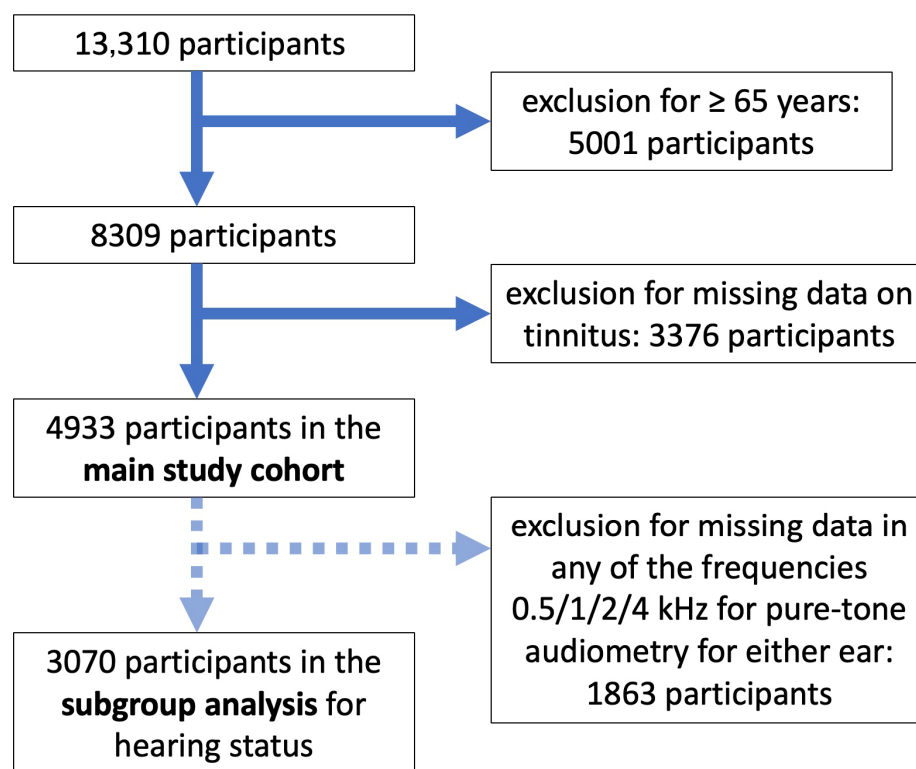 13,310 participants
exclusion for ≥ 65 years:
5001 participants
8309 participants
exclusion for missing data on
tinnitus: 3376 participants
4933 participants in the
main study cohort
exclusion for missing data in
any of the frequencies
0.5/1/2/4 kHz for pure-tone
audiometry for either ear:
1863 participants
3070 participants in the
subgroup analysis for
hearing status